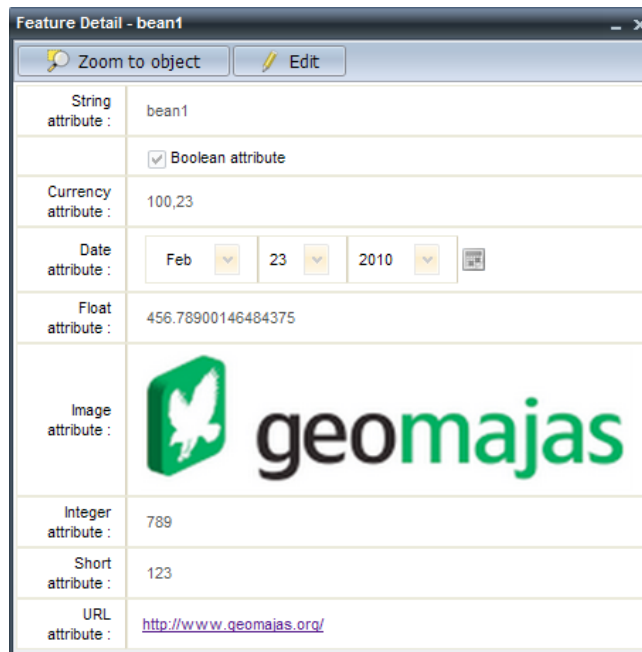 Feature Detail - bean1
Zoom to object
Edit
String
attribute :
bean1
Boolean attribute
Currency
attribute :
100,23
Date
attribute :
Feb
23
2010
Float
attribute :
456.78900146484375
Image
attribute :
geomajas
Integer
attribute :
789
Short
attribute :
123
URL
attribute :
http://www.geomajas.org/